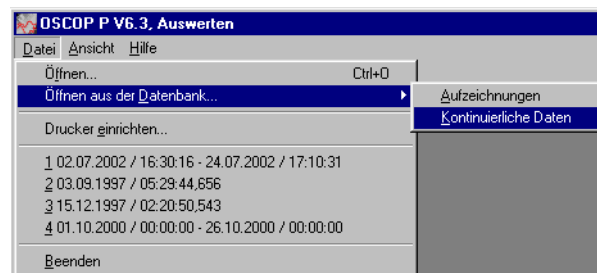 OSCOP P V6.3, Auswerten
Datei Ansicht Hilfe
Öffnen... Ctrl+O
Öffnen aus der Datenbank...
Aufzeichnungen
Kontinuierliche Daten
Drucker einrichten...
1 02.07.2002 / 16:30:16 - 24.07.2002 / 17:10:31
2 03.09.1997 / 05:29:44,656
3 15.12.1997 / 02:20:50,543
4 01.10.2000 / 00:00:00 - 26.10.2000 / 00:00:00
Beenden